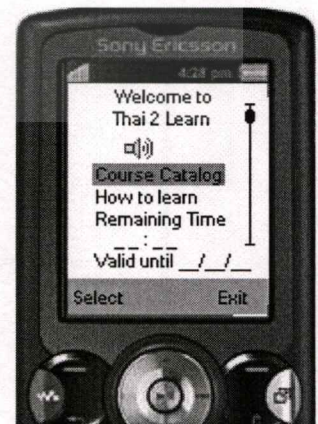 Sony Ericsson
4:28 pm
Welcome to
Thai 2 Learn
Course Catalog
How to learn
Remaining Time
__:__
Valid until __/__/__
Select Exit